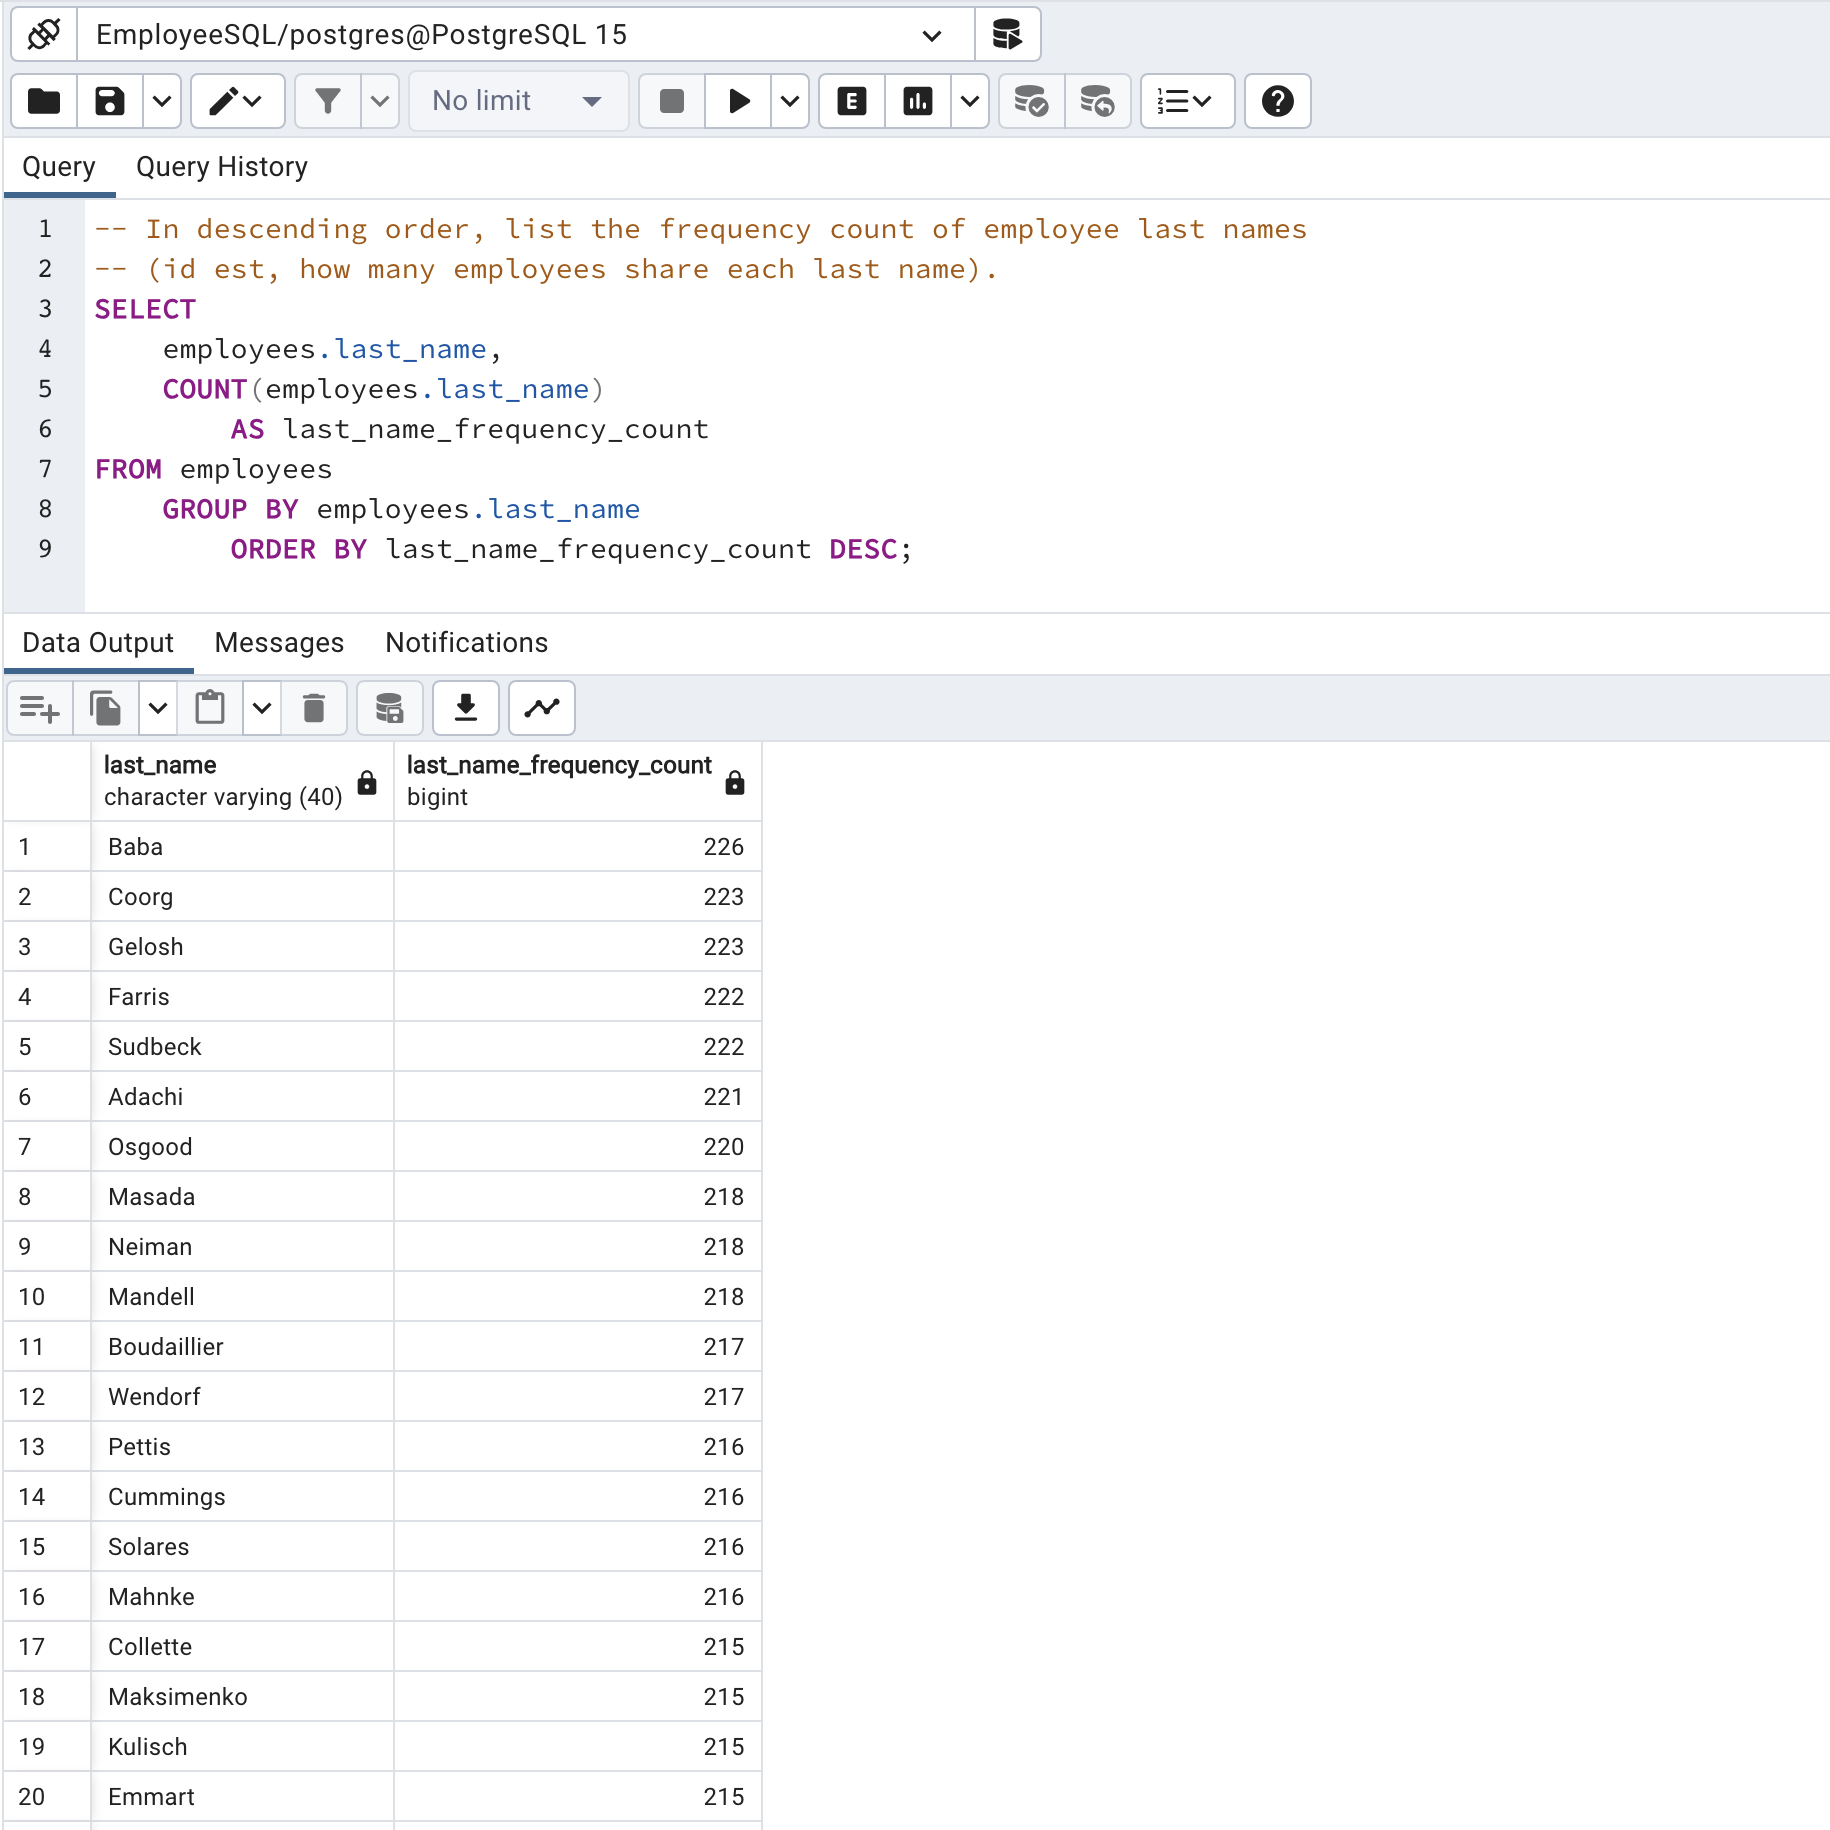 EmployeeSQL/postgres@PostgreSQL 15
No limit
E
Query Query History
1 -- In descending order, list the frequency count of employee last names
2 -- (id est, how many employees share each last name).
3 SELECT
4 employees.last_name,
5 COUNT(employees.last_name)
6 AS last_name_frequency_count
7 FROM employees
8 GROUP BY employees.last_name
9 ORDER BY last_name_frequency_count DESC;
Data Output Messages Notifications
last_name last_name_frequency_count
character varying (40) bigint
1 Baba 226
2 Coorg 223
3 Gelosh 223
4 Farris 222
5 Sudbeck 222
6 Adachi 221
7 Osgood 220
8 Masada 218
9 Neiman 218
10 Mandell 218
11 Boudaillier 217
12 Wendorf 217
13 Pettis 216
14 Cummings 216
15 Solares 216
16 Mahnke 216
17 Collette 215
18 Maksimenko 215
19 Kulisch 215
20 Emmart 215